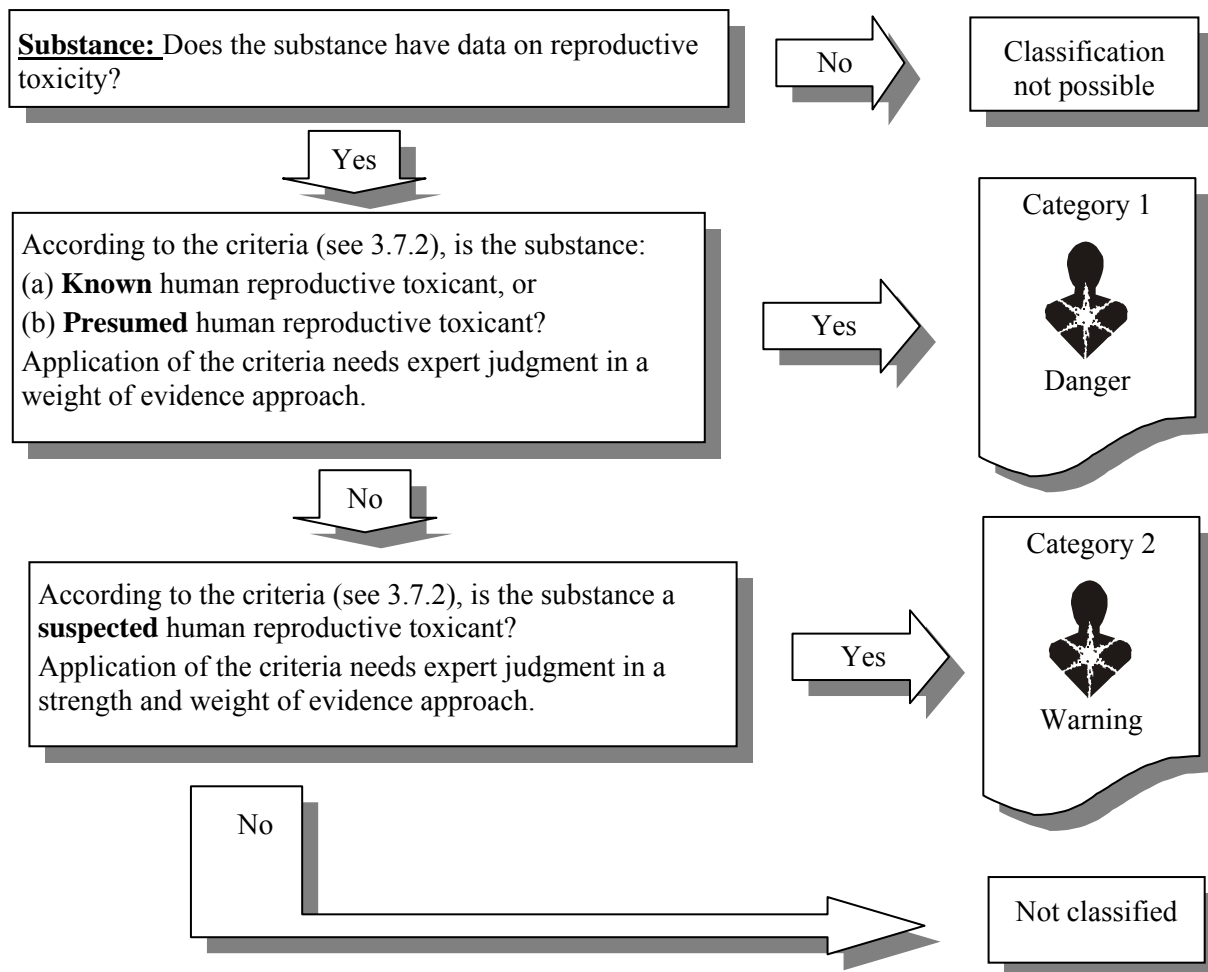 Substance: Does the substance have data on reproductive
toxicity?
No
Classification
not possible
Yes
According to the criteria (see 3.7.2), is the substance:
(a) Known human reproductive toxicant, or
(b) Presumed human reproductive toxicant?
Application of the criteria needs expert judgment in a
weight of evidence approach.
Yes
Category 1
Danger
No
According to the criteria (see 3.7.2), is the substance a
suspected human reproductive toxicant?
Application of the criteria needs expert judgment in a
strength and weight of evidence approach.
Yes
Category 2
Warning
No
Not classified